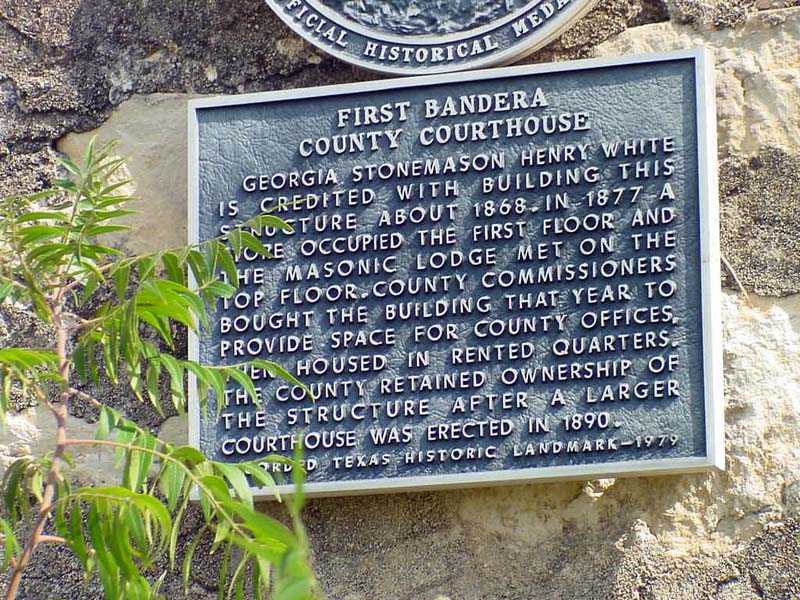 FICIAL HISTORICAL MEDA
FIRST BANDERA
COUNTY COURTHOUSE
GEORGIA STONEMASON HENRY WHITE
IS CREDITED WITH BUILDING THIS
STRUCTURE ABOUT 1868. IN 1877 A
STORE OCCUPIED THE FIRST FLOOR AND
THE MASONIC LODGE MET ON THE
TOP FLOOR. COUNTY COMMISSIONERS
BOUGHT THE BUILDING THAT YEAR TO
PROVIDE SPACE FOR COUNTY OFFICES,
THEN HOUSED IN RENTED QUARTERS.
THE COUNTY RETAINED OWNERSHIP OF
THE STRUCTURE AFTER A LARGER
COURTHOUSE WAS ERECTED IN 1890.
RECORDED TEXAS HISTORIC LANDMARK—1979